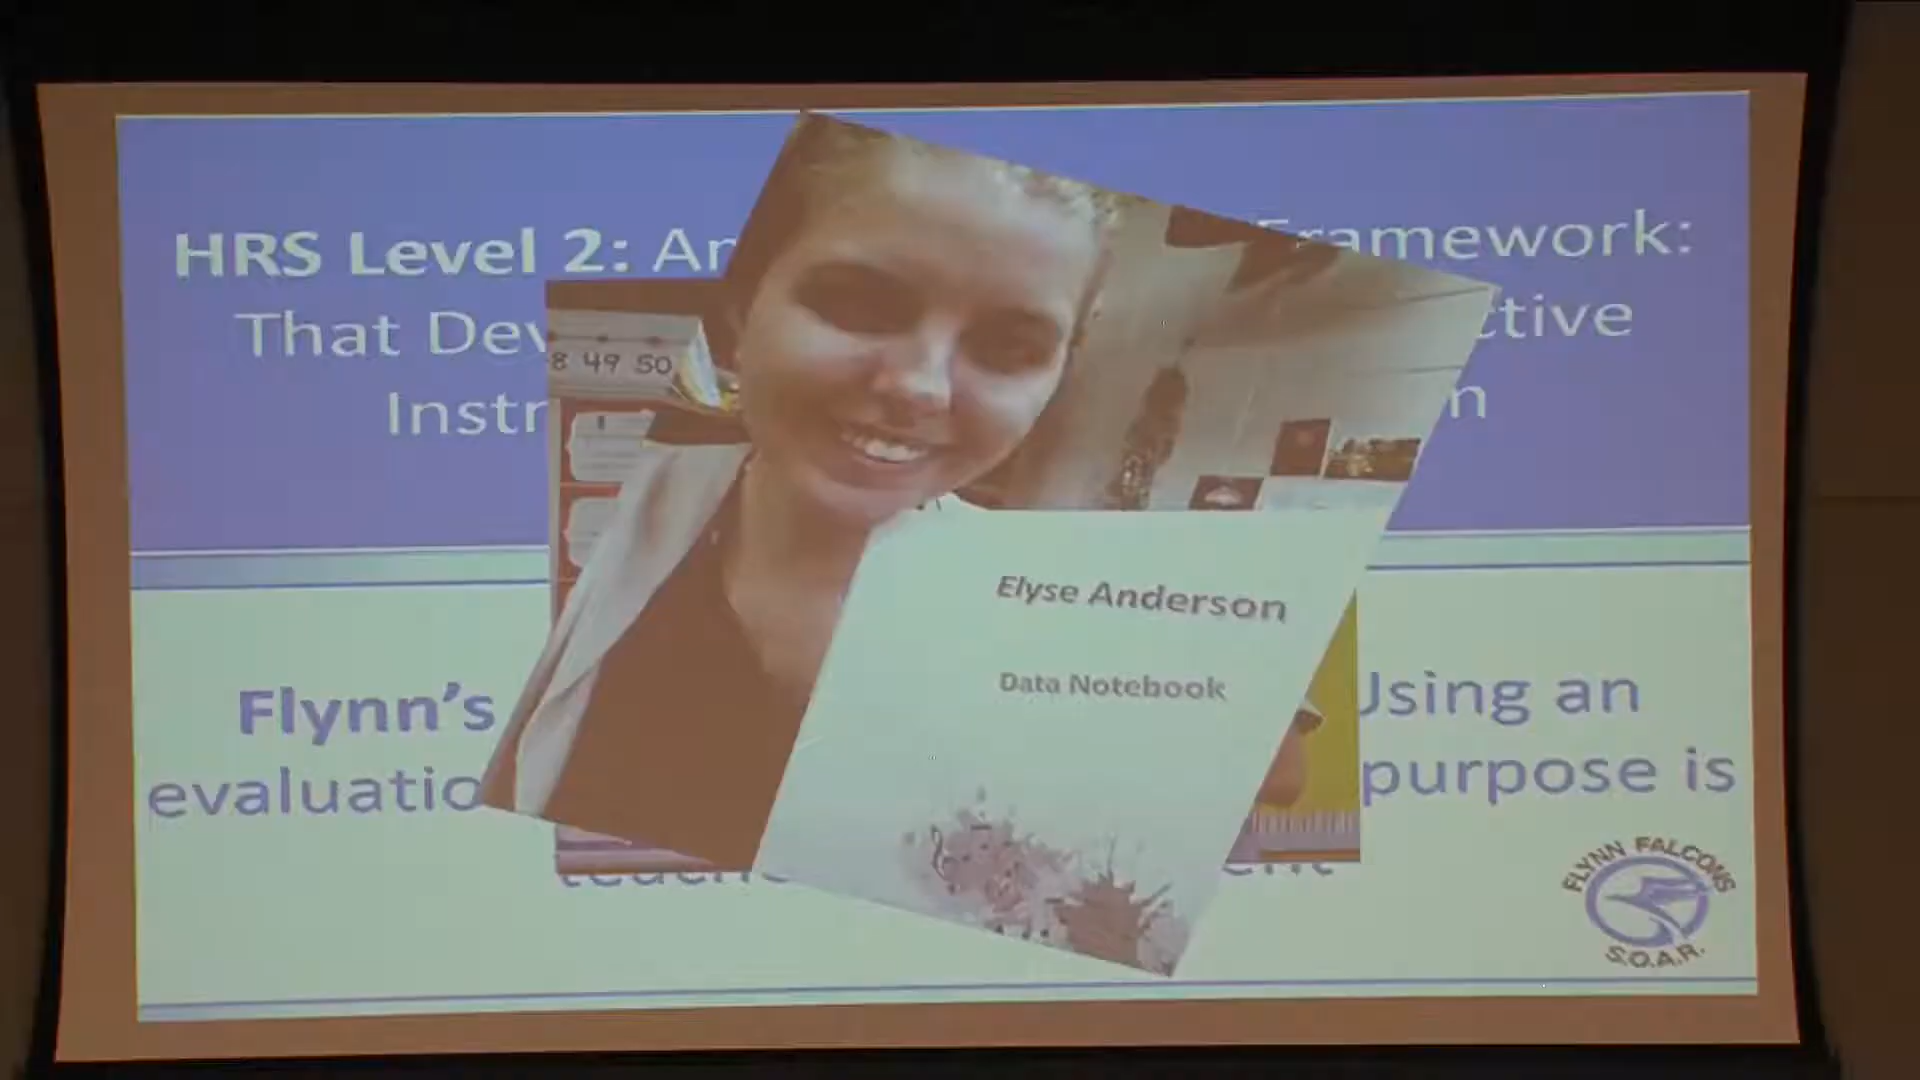 HRS Level 2: An Framework:
That Dev ctive
Instr n
8 49 50
Elyse Anderson
Data Notebook
Flynn's Using an
evaluatio purpose is
FLYNN FALCONS
S.O.A.R.